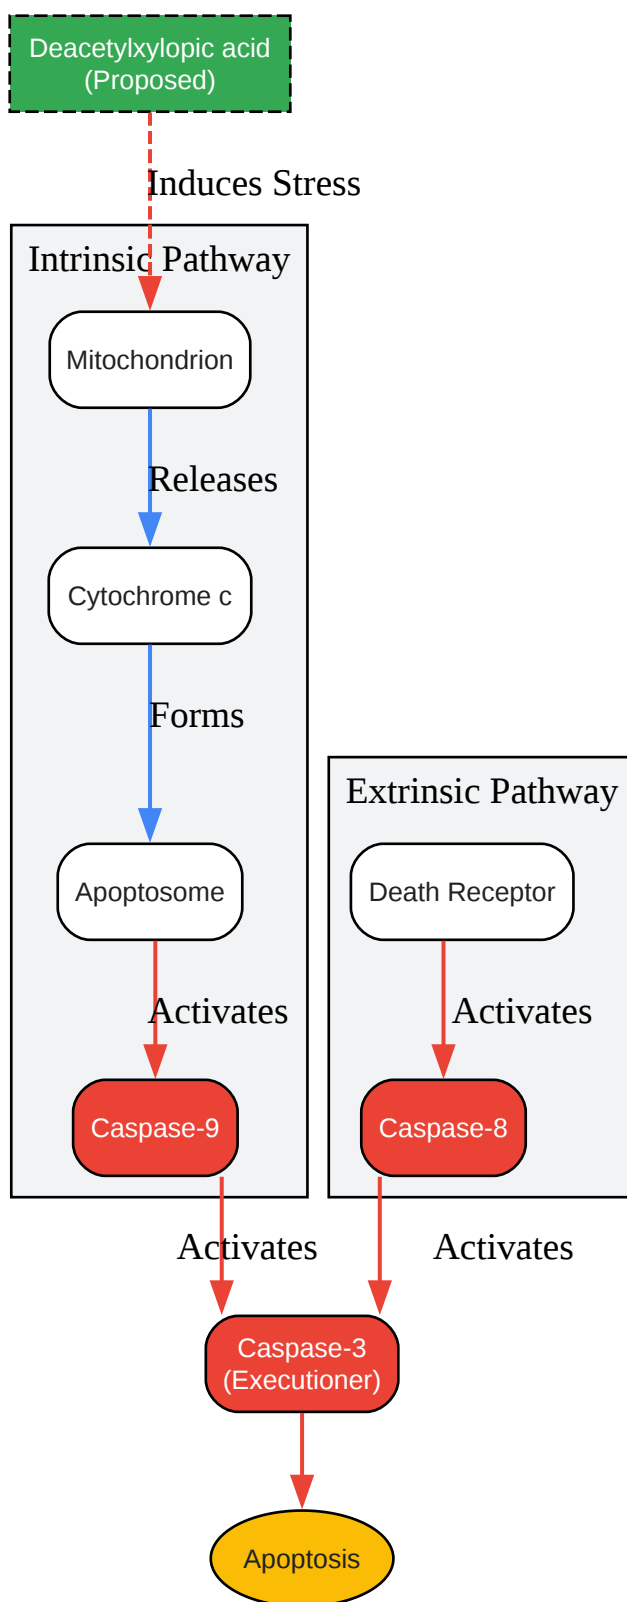 Deacetylxylopic acid
(Proposed)
Induces Stress
Intrinsic Pathway
Mitochondrion
Releases
Cytochrome c
Forms
Extrinsic Pathway
Apoptosome
Death Receptor
Activates
Activates
Caspase-9
Caspase-8
Activates
Activates
Caspase-3
(Executioner)
Apoptosis